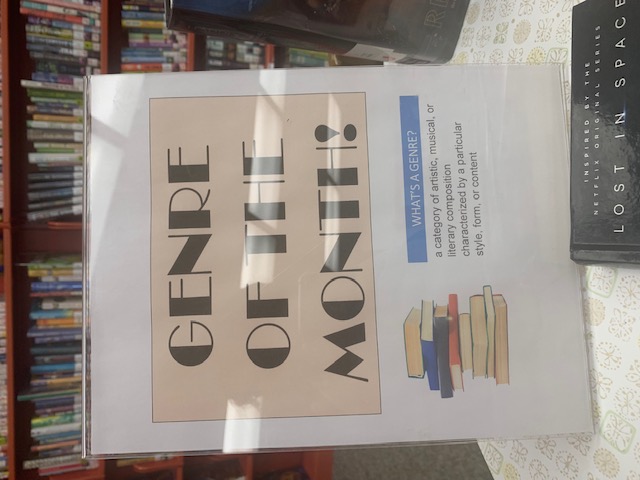 GENRE
OF THE
MONTH!
WHAT'S A GENRE?
a category of artistic, musical, or
literary composition
characterized by a particular
style, form, or content
INSPIRED BY THE
NETFLIX ORIGINAL SERIES
LOST IN SPACE